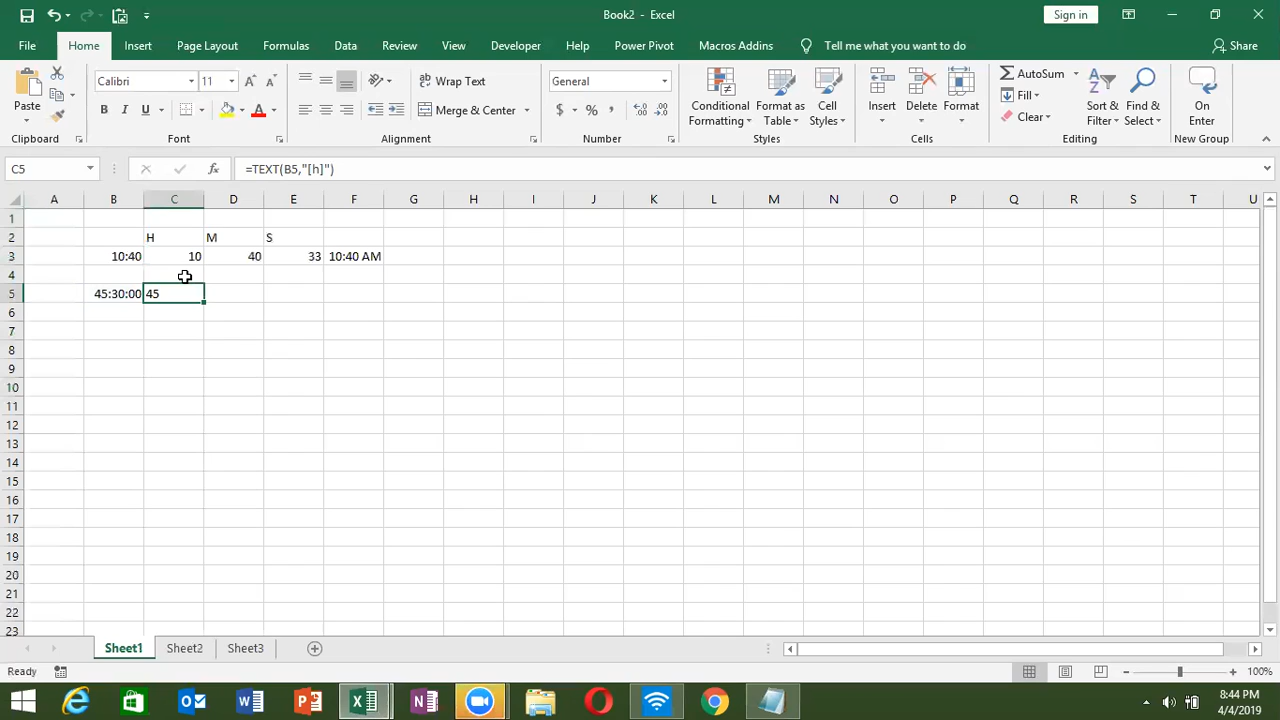 Book2 - Excel
Sign in
File Home Insert Page Layout Formulas Data Review View Developer Help Power Pivot Macros Addins Tell me what you want to do Share
Paste
Calibri 11
B I U
Wrap Text
Merge & Center
General
$ % ,
Conditional Formatting
Format as Table
Cell Styles
Insert
Delete
Format
AutoSum
Fill
Clear
Sort & Filter
Find & Select
On Enter
Clipboard Font Alignment Number Styles Cells Editing New Group
C5 fx =TEXT(B5,"[h]")
A B C D E F G H I J K L M N O P Q R S T U
1
2 H M S
3 10:40 10 40 33 10:40 AM
4
5 45:30:00 45
6
7
8
9
10
11
12
13
14
15
16
17
18
19
20
21
22
23
Sheet1 Sheet2 Sheet3
Ready 100%
8:44 PM
4/4/2019